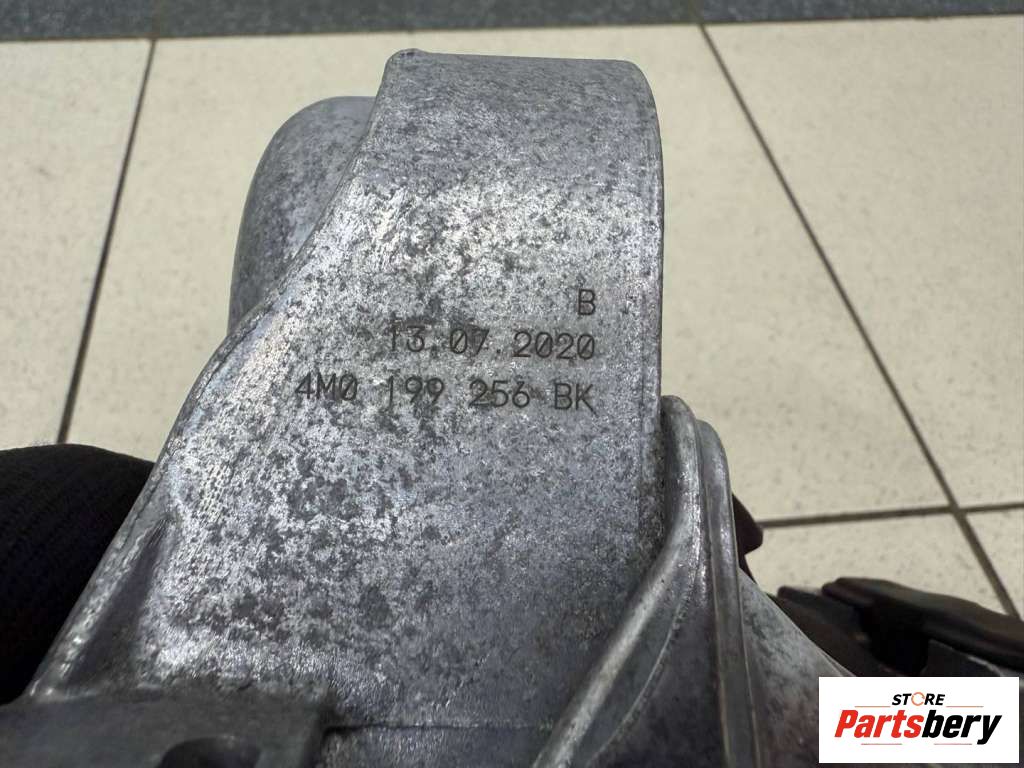 B
13.07.2020
4M0 199 256 BK
STORE
Partsbery